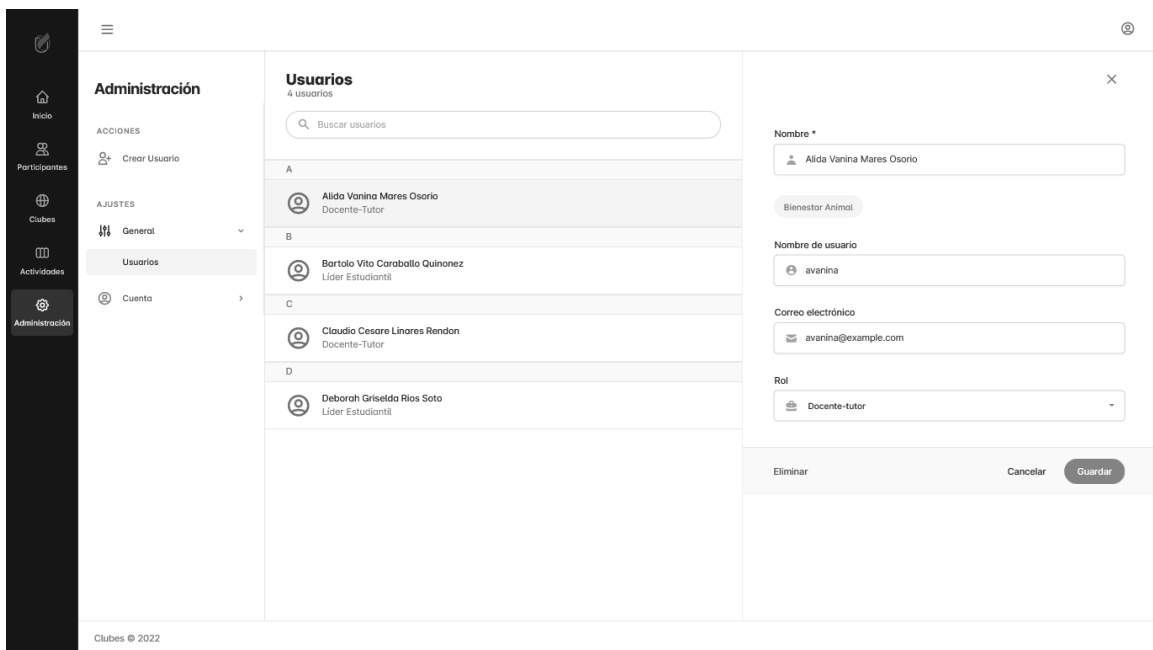 Inicio
Participantes
Clubes
Actividades
Administración
Administración
ACCIONES
Crear Usuario
AJUSTES
General
Usuarios
Cuenta
Usuarios
4 usuarios
Buscar usuarios
A
Alida Vanina Mares Osorio
Docente-Tutor
B
Bartolo Vito Caraballo Quinonez
Líder Estudiantil
C
Claudio Cesare Linares Rendon
Docente-Tutor
D
Deborah Griselda Rios Soto
Líder Estudiantil
Nombre *
Alida Vanina Mares Osorio
Bienestar Animal
Nombre de usuario
avanina
Correo electrónico
avanina@example.com
Rol
Docente-tutor
Eliminar Cancelar Guardar
Clubes © 2022